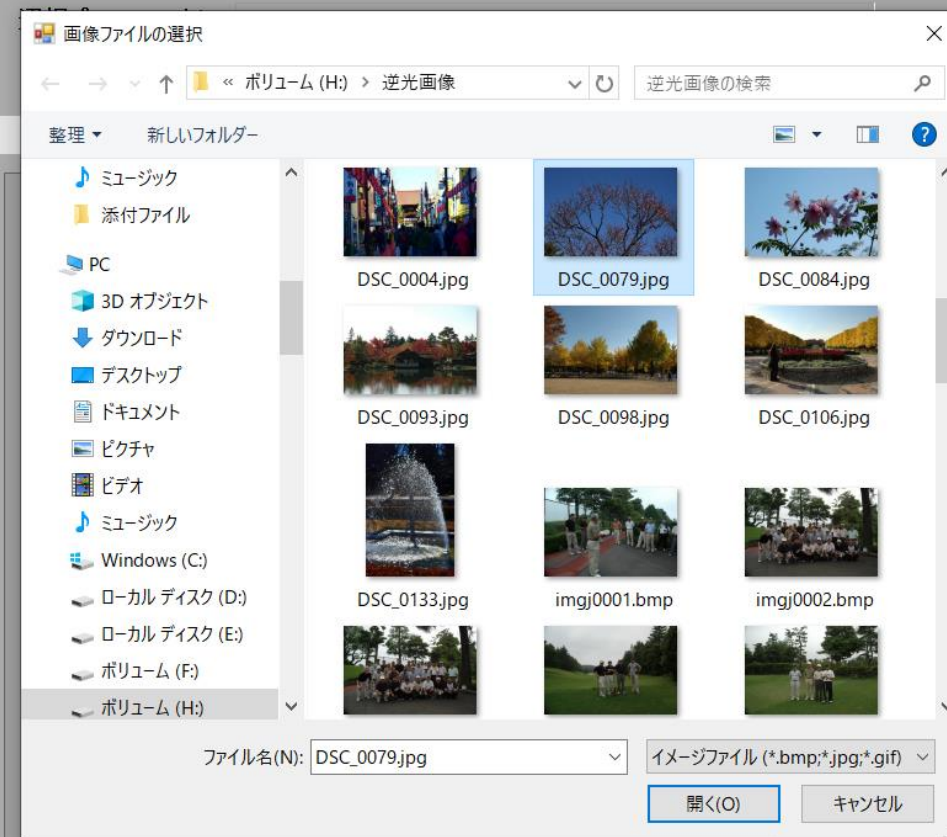 画像ファイルの選択
« ボリューム (H:) > 逆光画像
逆光画像の検索
整理
新しいフォルダー
ミュージック
添付ファイル
PC
3D オブジェクト
ダウンロード
デスクトップ
ドキュメント
ピクチャ
ビデオ
ミュージック
Windows (C:)
ローカル ディスク (D:)
ローカル ディスク (E:)
ボリューム (F:)
ボリューム (H:)
DSC_0004.jpg
DSC_0079.jpg
DSC_0084.jpg
DSC_0093.jpg
DSC_0098.jpg
DSC_0106.jpg
DSC_0133.jpg
imgj0001.bmp
imgj0002.bmp
ファイル名(N):
DSC_0079.jpg
イメージファイル (*.bmp;*.jpg;*.gif)
開く(O)
キャンセル